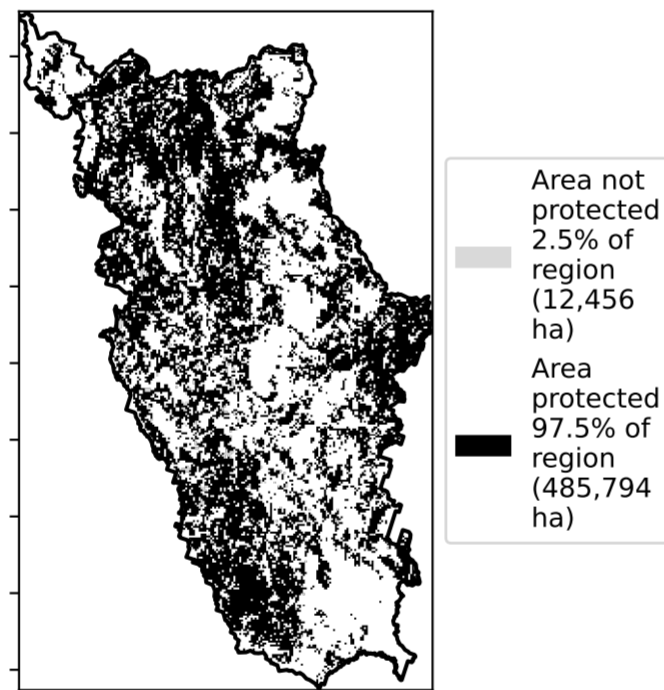 Area not
protected
2.5% of
region
(12,456
ha)
Area
protected
97.5% of
region
(485,794
ha)